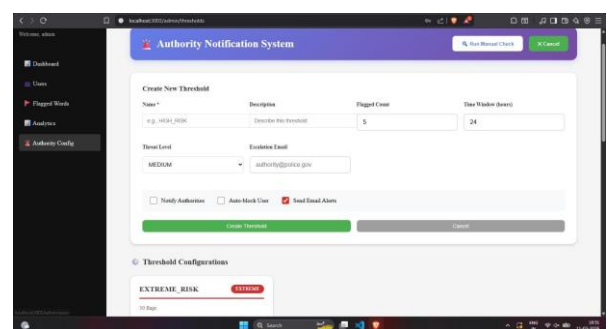 localhost:3000/admin/thresholds
Welcome, admin
Authority Notification System
Run Manual Check
Cancel
Dashboard
Users
Flagged Words
Analytics
Authority Config
Create New Threshold
Name *
Description
Flagged Count
Time Window (hours)
e.g., HIGH_RISK
Describe this threshold
5
24
Threat Level
Escalation Email
MEDIUM
authority@police.gov
Notify Authorities
Auto-block User
Send Email Alerts
Create Threshold
Cancel
Threshold Configurations
EXTREME_RISK
EXTREME
10 flags
Search
ENG